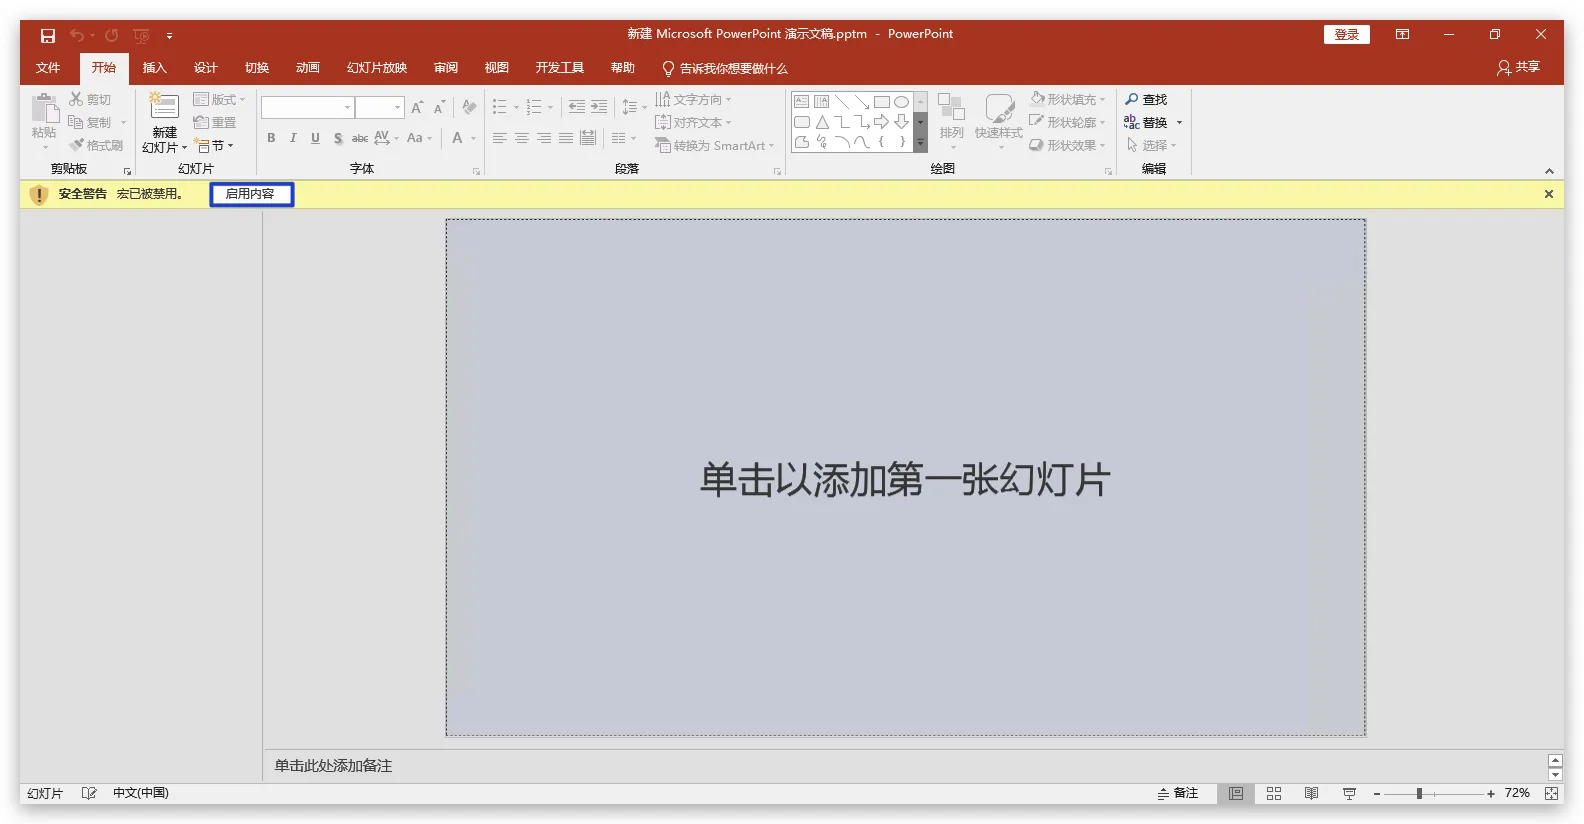 新建 Microsoft PowerPoint 演示文稿.pptm - PowerPoint
登录
文件 开始 插入 设计 切换 动画 幻灯片放映 审阅 视图 开发工具 帮助 告诉我你想要做什么 共享
粘贴
剪切
复制
格式刷
剪贴板
新建
幻灯片
版式
重置
节
幻灯片
B I U S abc AV Aa A
字体
文字方向
对齐文本
转换为 SmartArt
段落
排列
快速样式
形状填充
形状轮廓
形状效果
绘图
查找
替换
选择
编辑
安全警告 宏已被禁用。 启用内容
单击以添加第一张幻灯片
单击此处添加备注
幻灯片 中文(中国) 备注 72%